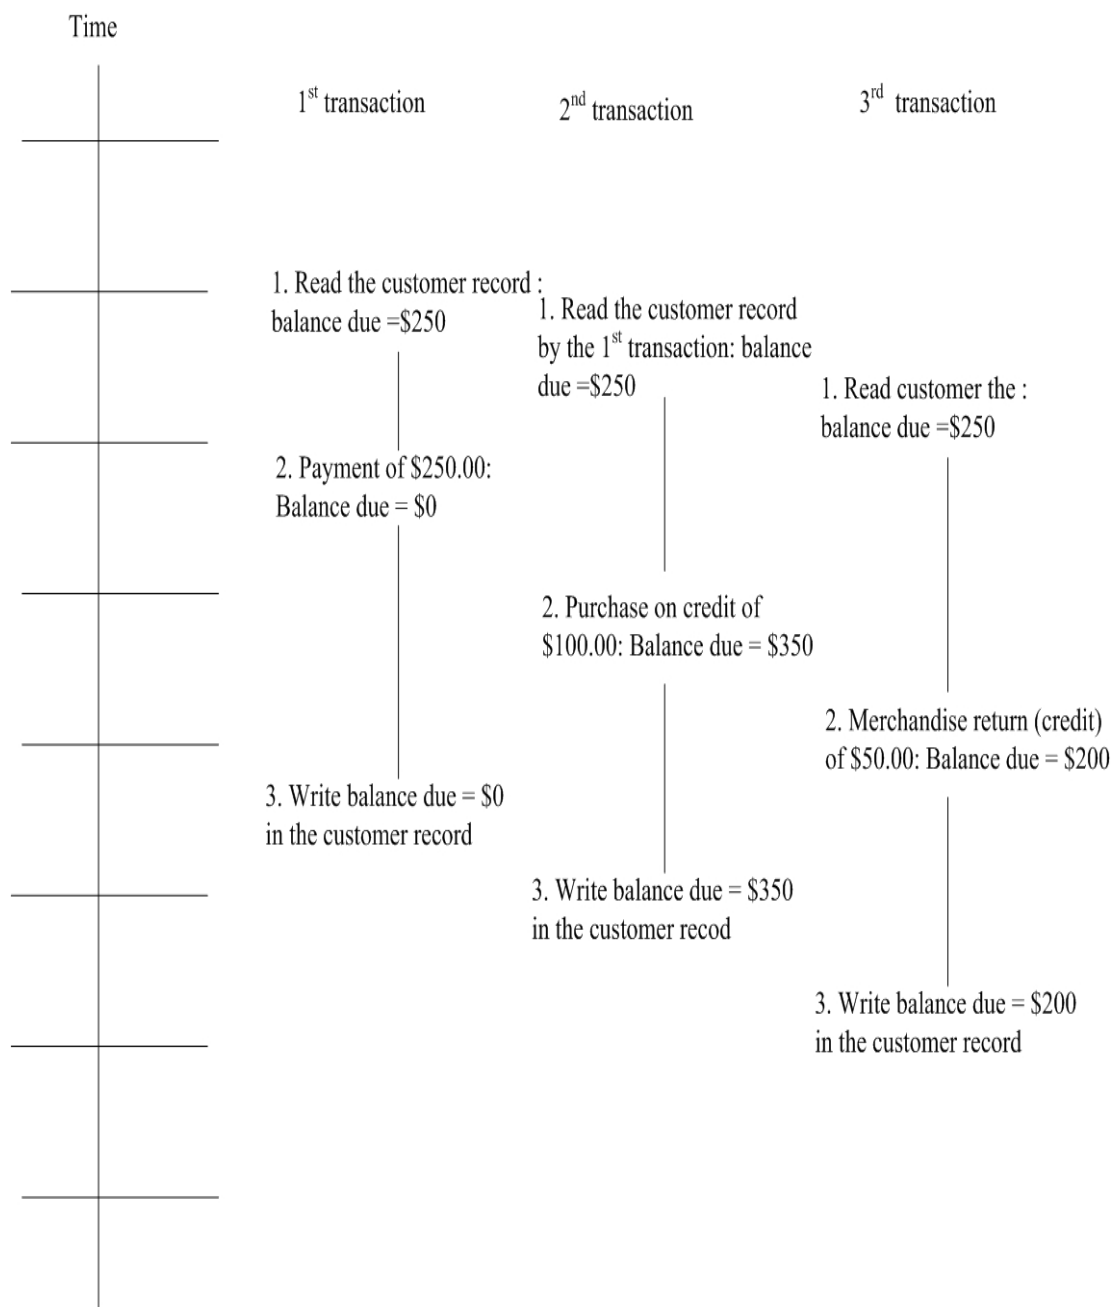 Time
1st transaction
2nd transaction
3rd transaction
1. Read the customer record :
balance due =$250
1. Read the customer record
by the 1st transaction: balance
due =$250
1. Read customer the :
balance due =$250
2. Payment of $250.00:
Balance due = $0
2. Purchase on credit of
$100.00: Balance due = $350
2. Merchandise return (credit)
of $50.00: Balance due = $200
3. Write balance due = $0
in the customer record
3. Write balance due = $350
in the customer recod
3. Write balance due = $200
in the customer record